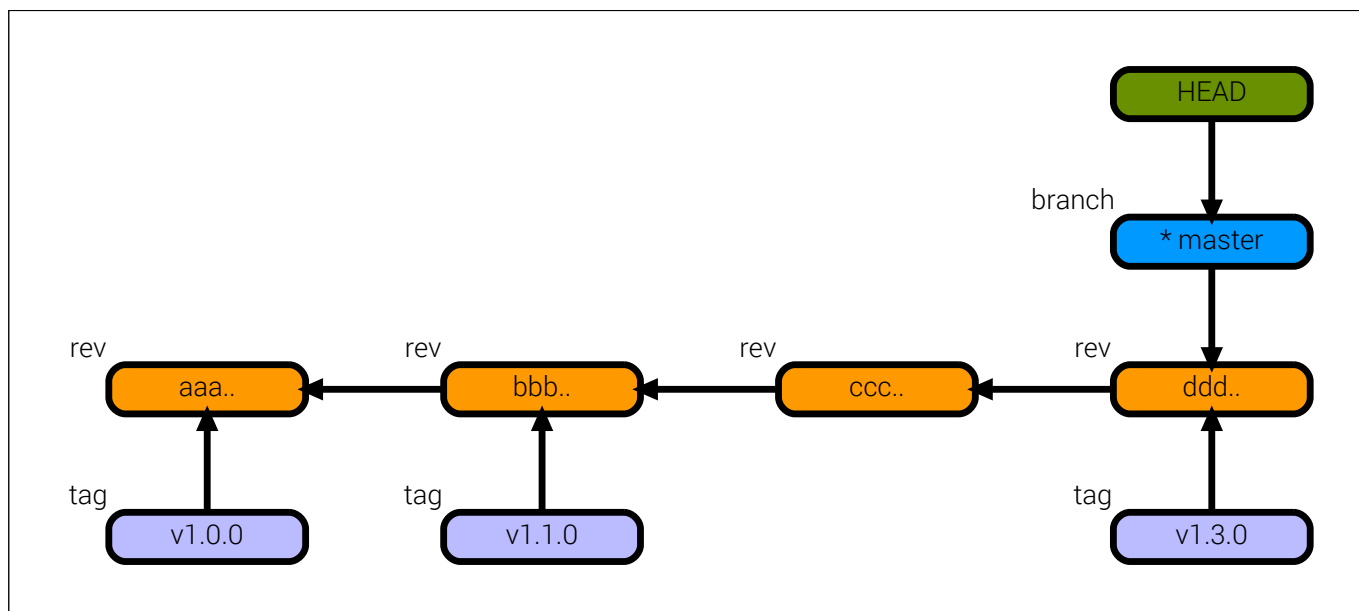 HEAD
branch
* master
rev
rev
rev
rev
aaa..
bbb..
ccc..
ddd..
tag
tag
tag
v1.0.0
v1.1.0
v1.3.0